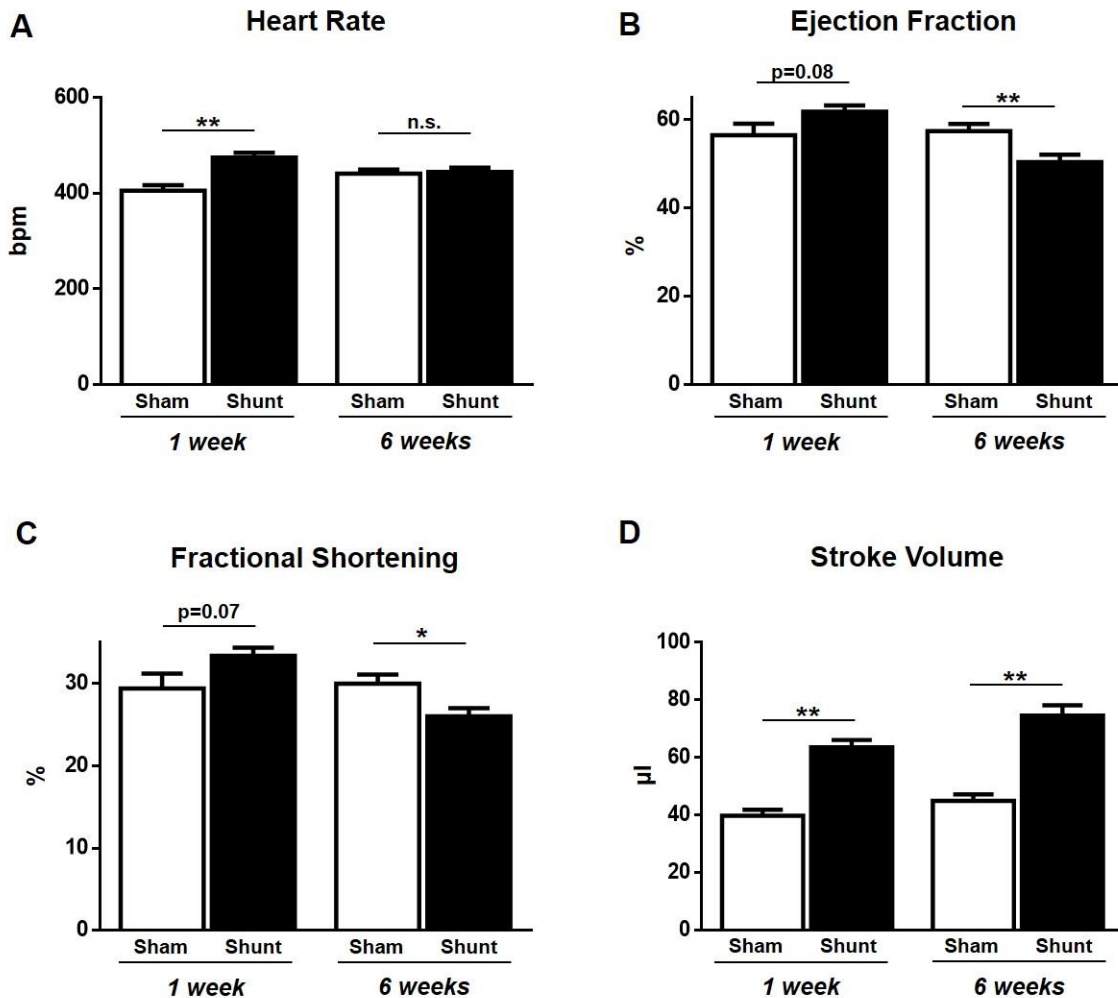 A
Heart Rate
600
400
200
0
bpm
**
n.s.
Sham Shunt Sham Shunt
1 week 6 weeks
B
Ejection Fraction
p=0.08
**
60
40
20
0
%
Sham Shunt Sham Shunt
1 week 6 weeks
C
Fractional Shortening
p=0.07
*
30
20
10
0
%
Sham Shunt Sham Shunt
1 week 6 weeks
D
Stroke Volume
100
80
60
40
20
0
µl
**
**
Sham Shunt Sham Shunt
1 week 6 weeks